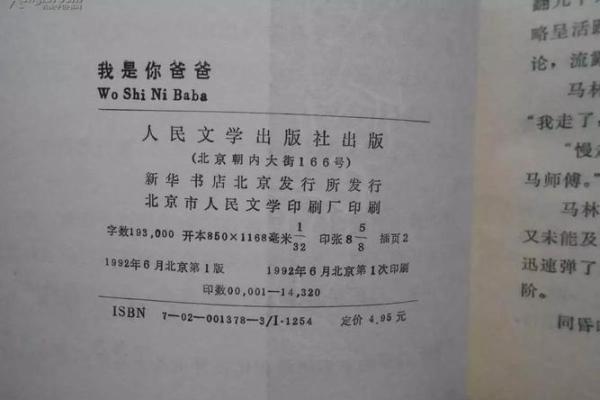 我是你爸爸
Wo Shi Ni Baba
人民文学出版社出版
(北京朝内大街166号)
新华书店北京发行所发行
北京市人民文学印刷厂印刷
字数193,000 开本850×1168毫米 1/32 印张8 5/8 插页2
1992年6月北京第1版 1992年6月北京第1次印刷
印数00,001—14,320
ISBN 7-02-001378-3/I·1254 定价 4.95元
略呈活跃
论，流露
马林
“我走了，
“慢走
马师傅。”
马林
又未能及
迅速弹了
阶。
同昏